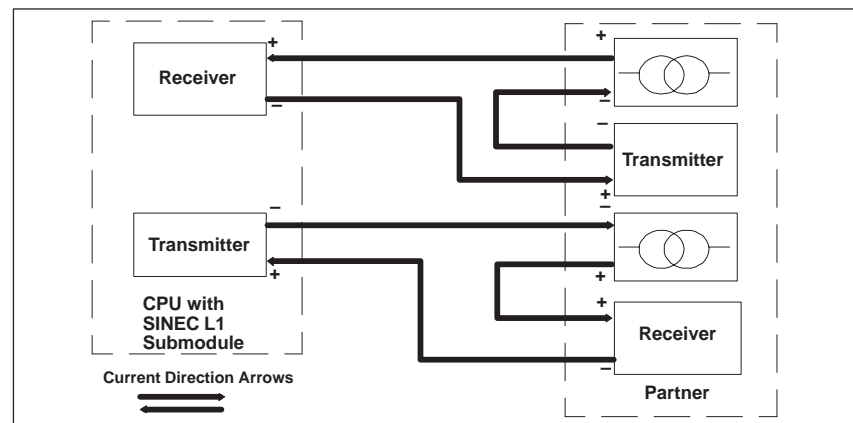 +
+
Receiver
–
–
–
Transmitter
+
–
–
Transmitter
+
+
+
CPU with
SINEC L1
Submodule
Receiver
–
Current Direction Arrows
Partner